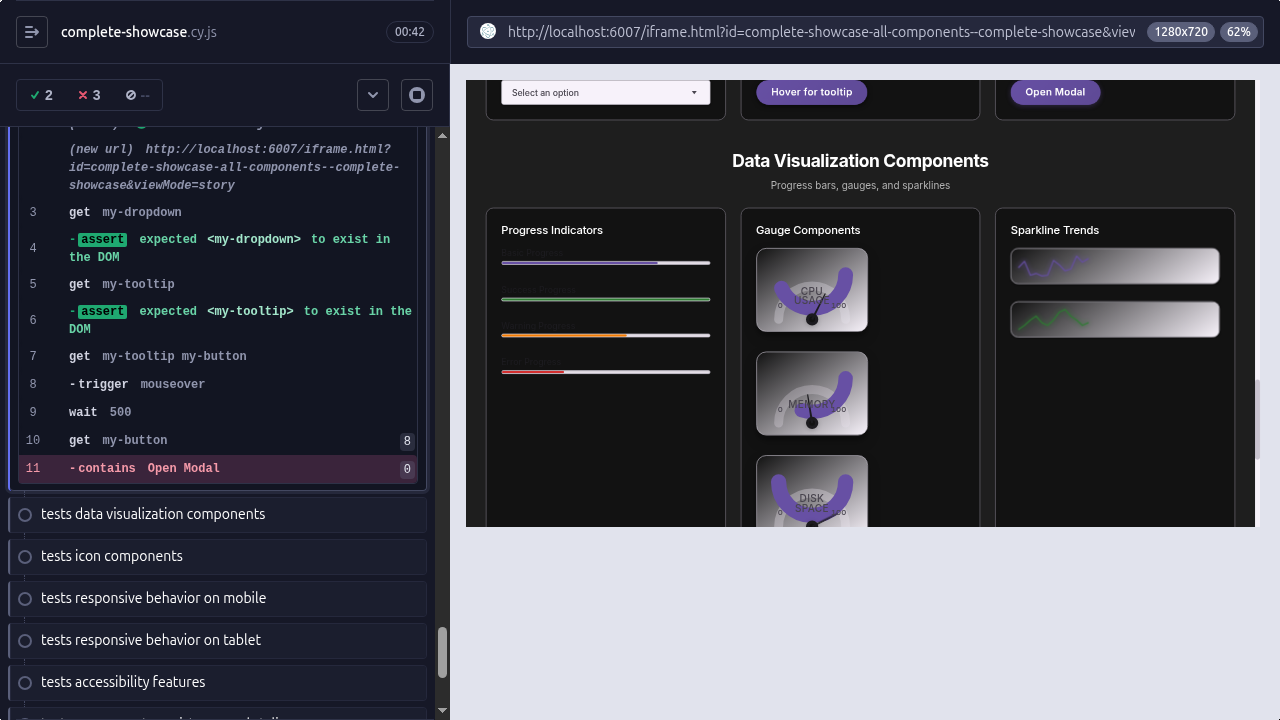 complete-showcase.cy.js
00:42
http://localhost:6007/iframe.html?id=complete-showcase-all-components--complete-showcase&view
1280x720
62%
2
3
--
(new url) http://localhost:6007/iframe.html?
id=complete-showcase-all-components--complete-
showcase&viewMode=story
3 get my-dropdown
4 -assert expected <my-dropdown> to exist in
the DOM
5 get my-tooltip
6 -assert expected <my-tooltip> to exist in the
DOM
7 get my-tooltip my-button
8 -trigger mouseover
9 wait 500
10 get my-button 8
11 -contains Open Modal 0
tests data visualization components
tests icon components
tests responsive behavior on mobile
tests responsive behavior on tablet
tests accessibility features
Select an option
Hover for tooltip
Open Modal
Data Visualization Components
Progress bars, gauges, and sparklines
Progress Indicators
Gauge Components
CPU
USAGE
0 100
MEMORY
0 100
DISK
SPACE
0 100
Sparkline Trends